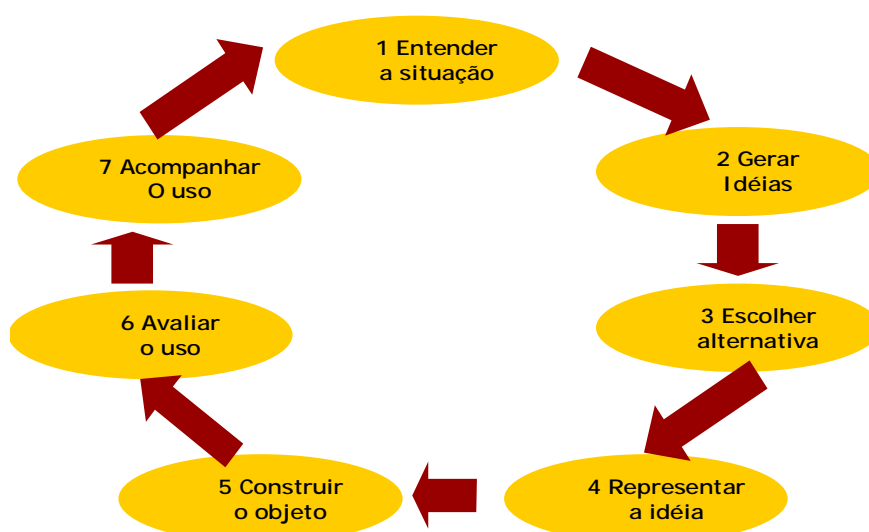 1 Entender
a situação
2 Gerar
Idéias
3 Escolher
alternativa
4 Representar
a idéia
5 Construir
o objeto
6 Avaliar
o uso
7 Acompanhar
O uso